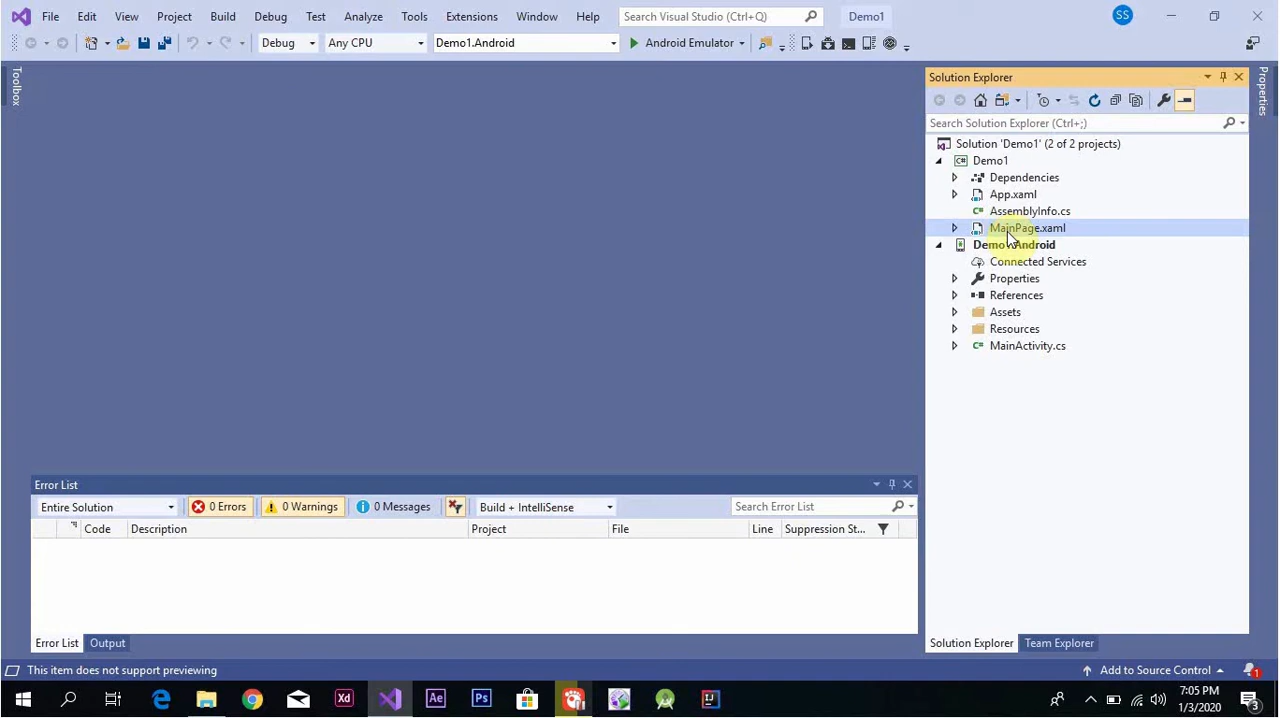 File Edit View Project Build Debug Test Analyze Tools Extensions Window Help Search Visual Studio (Ctrl+Q) Demo1 SS
Debug Any CPU Demo1.Android Android Emulator
Toolbox
Solution Explorer
Properties
Search Solution Explorer (Ctrl+;)
Solution 'Demo1' (2 of 2 projects)
C# Demo1
Dependencies
App.xaml
C# AssemblyInfo.cs
MainPage.xaml
Demo1.Android
Connected Services
Properties
References
Assets
Resources
C# MainActivity.cs
Error List
Entire Solution 0 Errors 0 Warnings 0 Messages Build + IntelliSense Search Error List
Code Description Project File Line Suppression St...
Error List Output
Solution Explorer Team Explorer
This item does not support previewing Add to Source Control 1
Xd Ae Ps 7:05 PM
1/3/2020 3